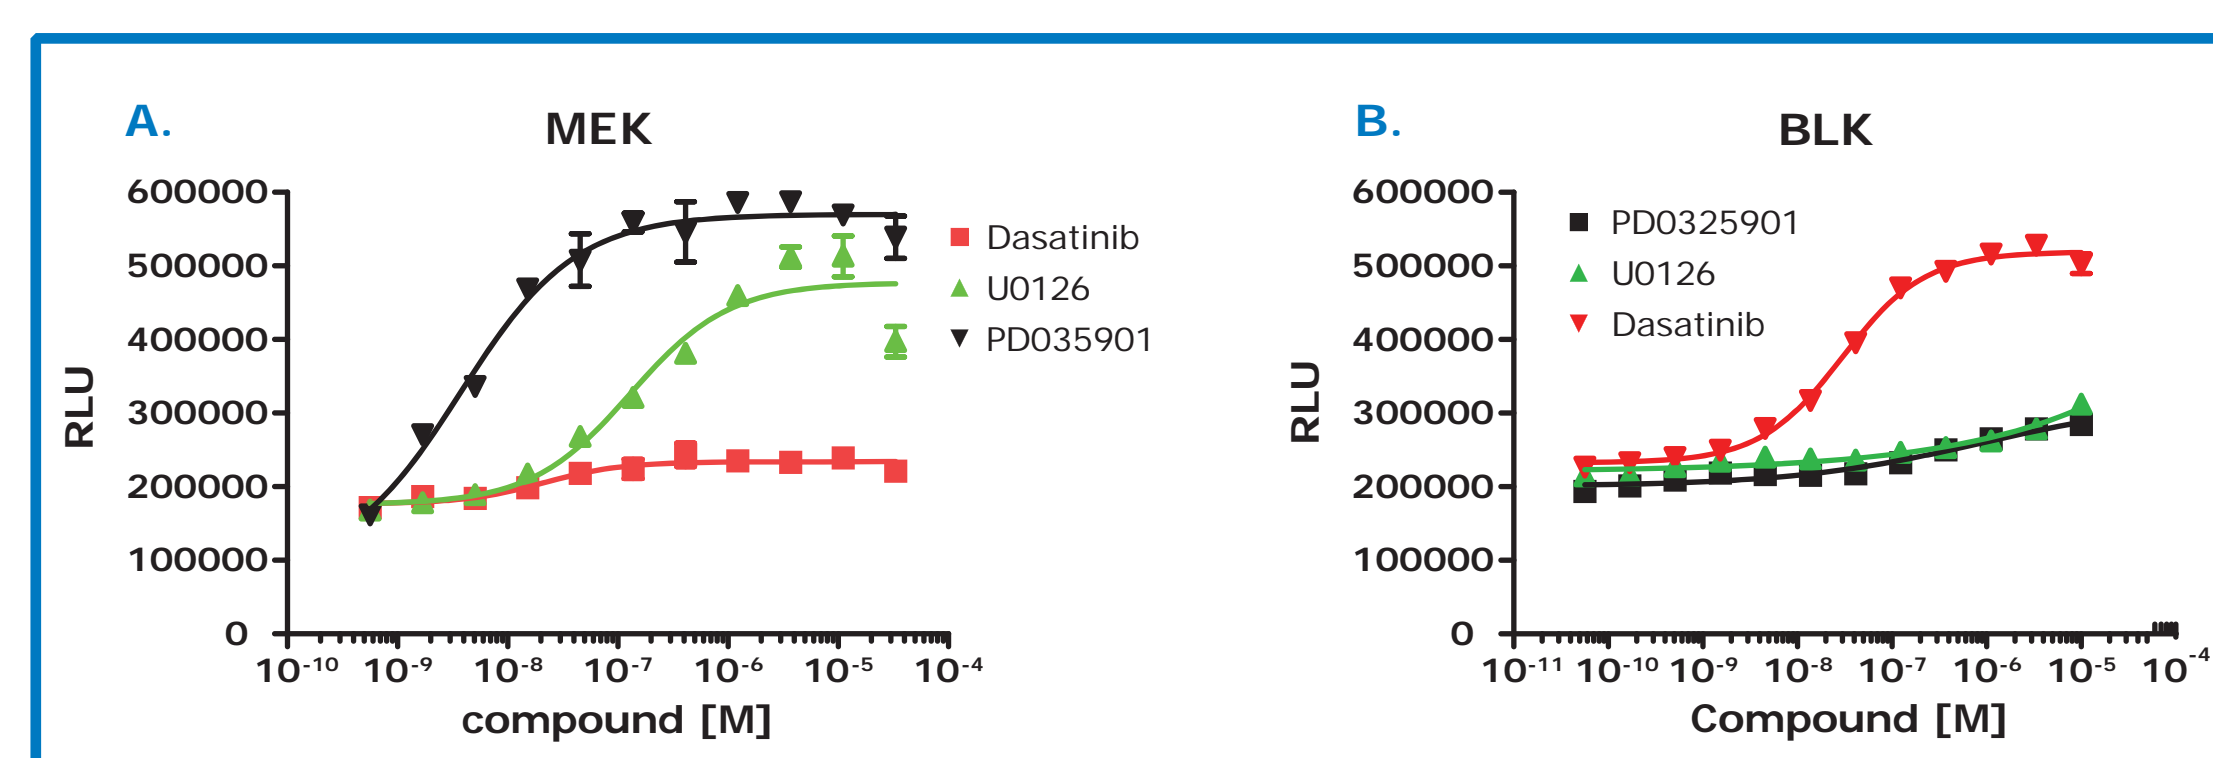 A.
MEK
600000
500000
400000
300000
200000
100000
0
RLU
10-10 10-9 10-8 10-7 10-6 10-5 10-4
compound [M]
Dasatinib
U0126
PD035901
B.
BLK
600000
500000
400000
300000
200000
100000
0
RLU
10-11 10-10 10-9 10-8 10-7 10-6 10-5 10-4
Compound [M]
PD0325901
U0126
Dasatinib